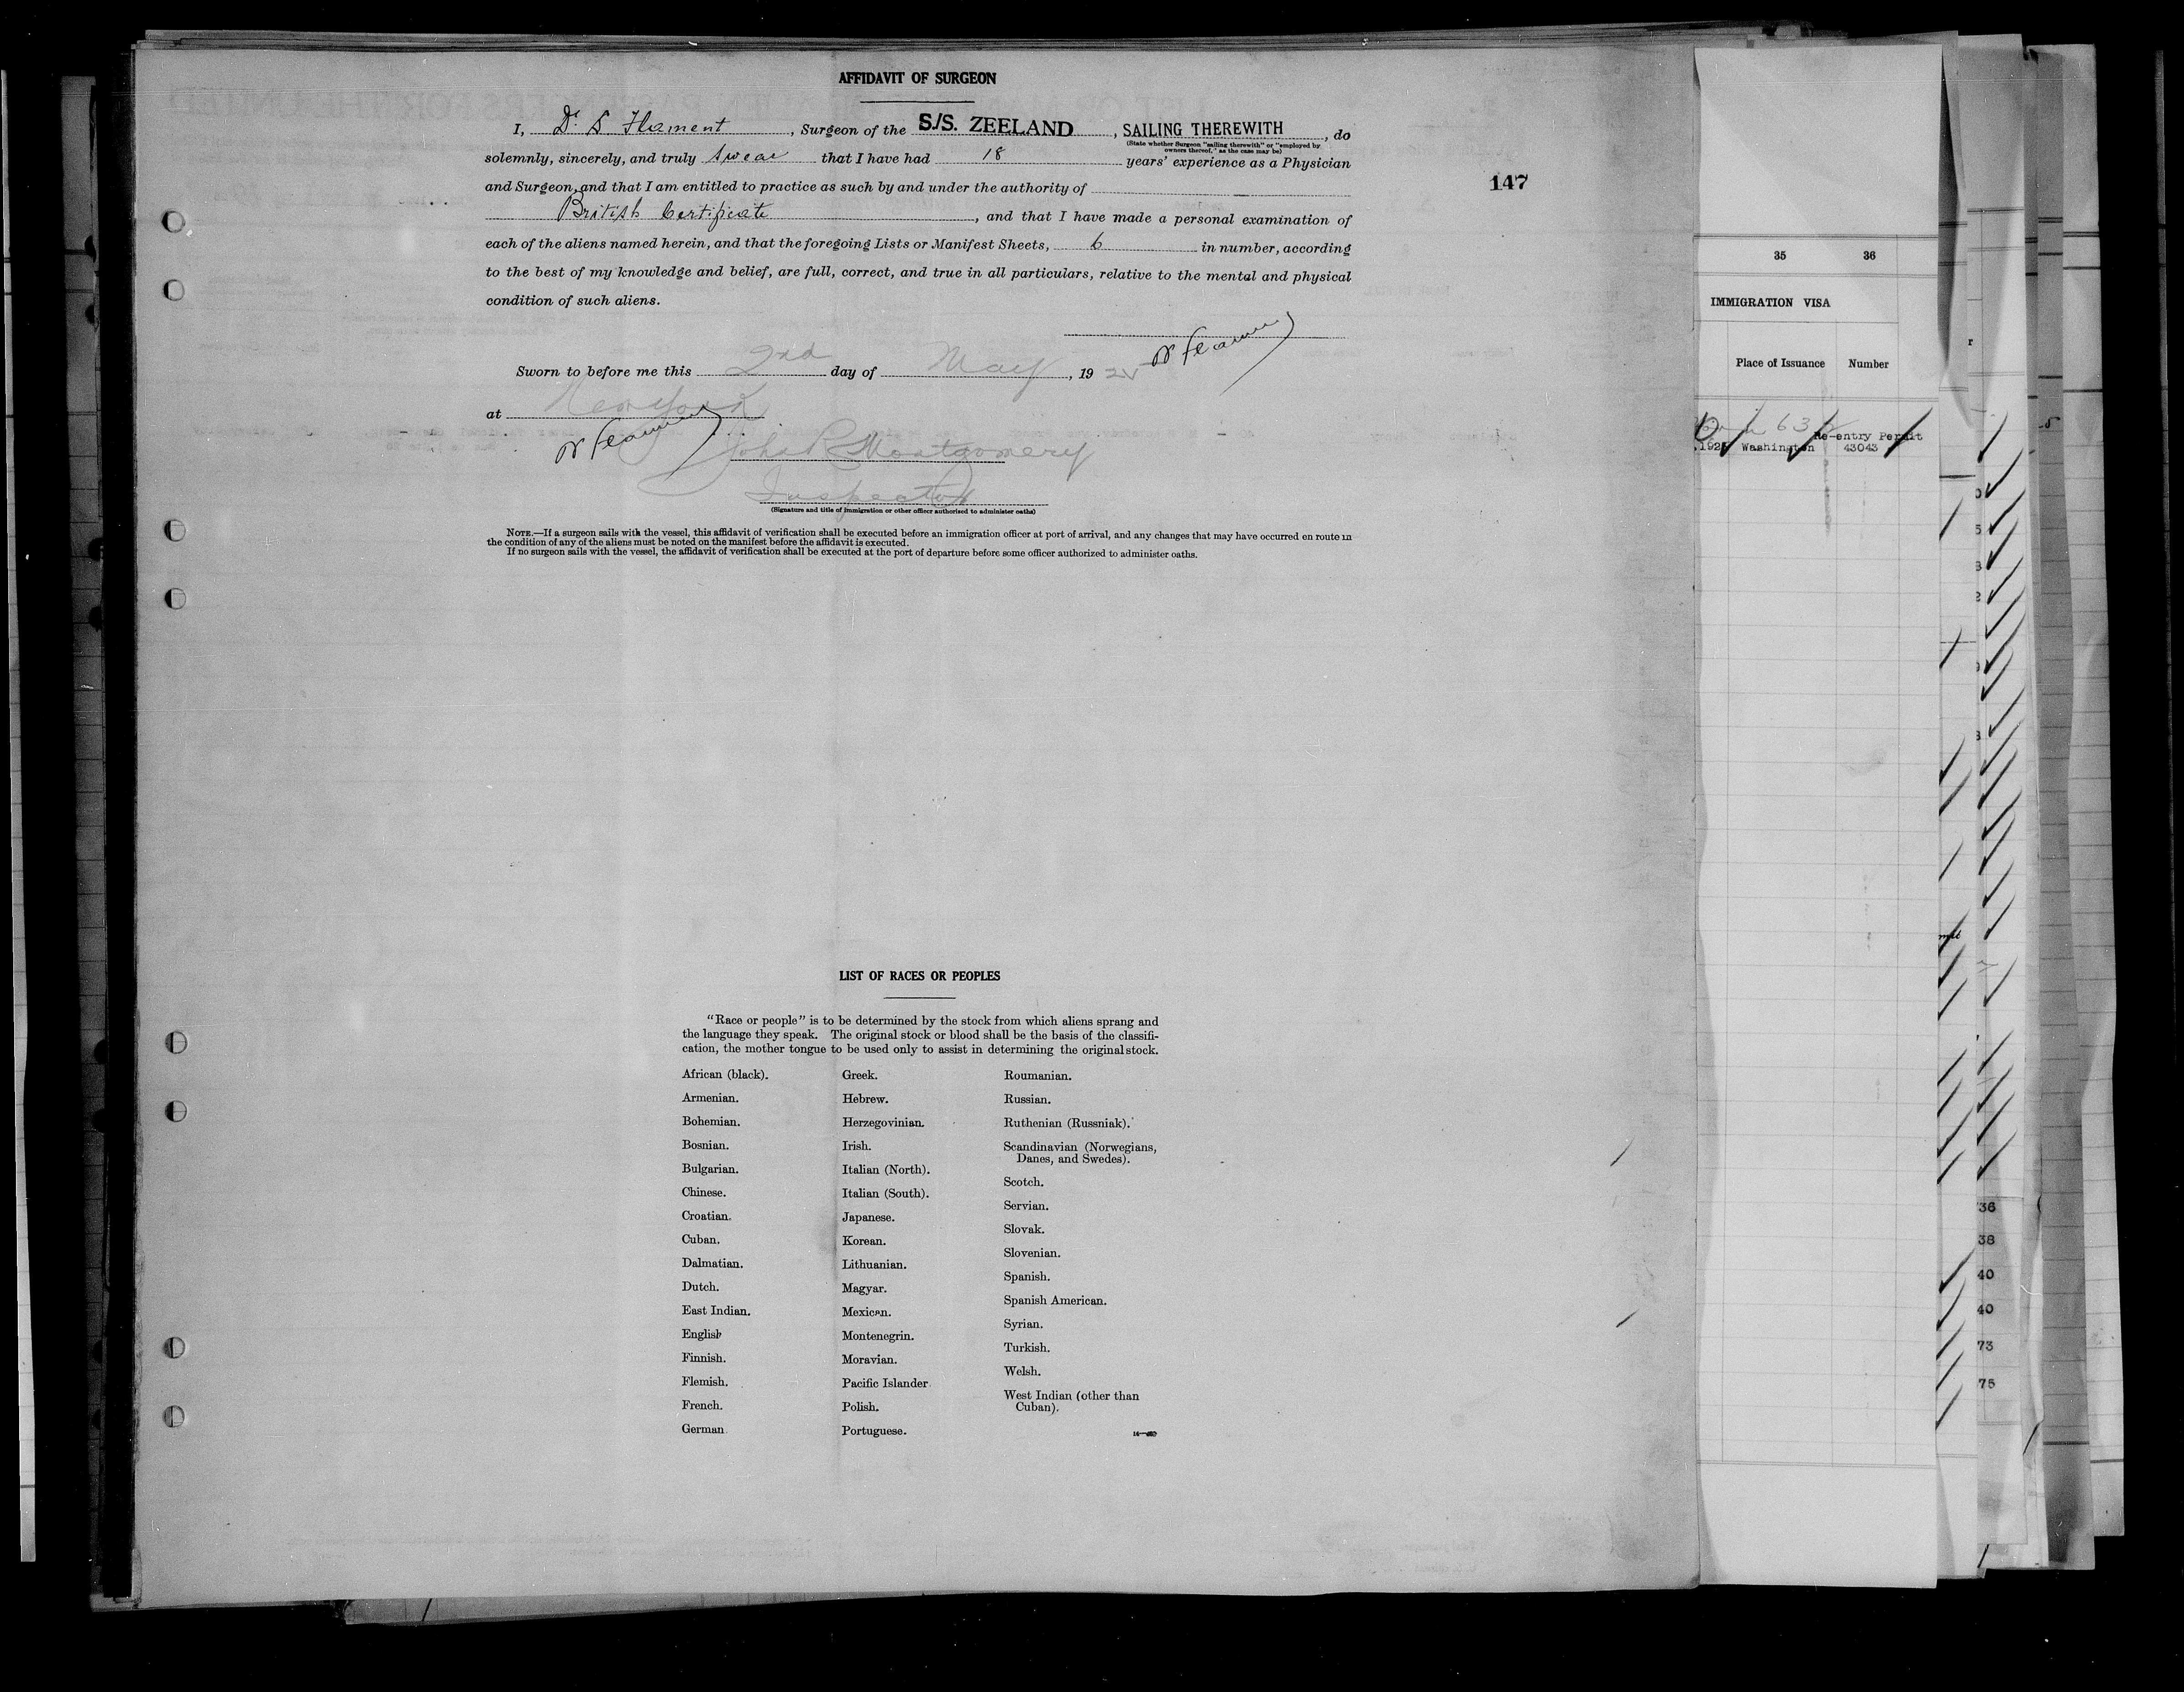 AFFIDAVIT OF SURGEON
I, Dr. S Flament, Surgeon of the S./S. ZEELAND, SAILING THEREWITH, do
(State whether Surgeon "sailing therewith" or "employed by
owners thereof," as the case may be)
solemnly, sincerely, and truly swear that I have had 18 years' experience as a Physician
and Surgeon, and that I am entitled to practice as such by and under the authority of
British Certificate, and that I have made a personal examination of
each of the aliens named herein, and that the foregoing Lists or Manifest Sheets, 6 in number, according
to the best of my knowledge and belief, are full, correct, and true in all particulars, relative to the mental and physical
condition of such aliens.
Sworn to before me this 2nd day of May, 1925
at New York
John R Montgomery
Inspector
(Signature and title of immigration or other officer authorized to administer oaths)
NOTE.—If a surgeon sails with the vessel, this affidavit of verification shall be executed before an immigration officer at port of arrival, and any changes that may have occurred en route in
the condition of any of the aliens must be noted on the manifest before the affidavit is executed.
If no surgeon sails with the vessel, the affidavit of verification shall be executed at the port of departure before some officer authorized to administer oaths.
147
LIST OF RACES OR PEOPLES
"Race or people" is to be determined by the stock from which aliens sprang and
the language they speak. The original stock or blood shall be the basis of the classifi-
cation, the mother tongue to be used only to assist in determining the original stock.
African (black).
Armenian.
Bohemian.
Bosnian.
Bulgarian.
Chinese.
Croatian.
Cuban.
Dalmatian.
Dutch.
East Indian.
English
Finnish.
Flemish.
French.
German
Greek.
Hebrew.
Herzegovinian.
Irish.
Italian (North).
Italian (South).
Japanese.
Korean.
Lithuanian.
Magyar.
Mexican.
Montenegrin.
Moravian.
Pacific Islander
Polish.
Portuguese.
Roumanian.
Russian.
Ruthenian (Russniak).
Scandinavian (Norwegians,
Danes, and Swedes).
Scotch.
Servian.
Slovak.
Slovenian.
Spanish.
Spanish American.
Syrian.
Turkish.
Welsh.
West Indian (other than
Cuban).
35 36
IMMIGRATION VISA
Place of Issuance Number
Re-entry Permit
1925 Washington 43043
36
38
40
40
73
75